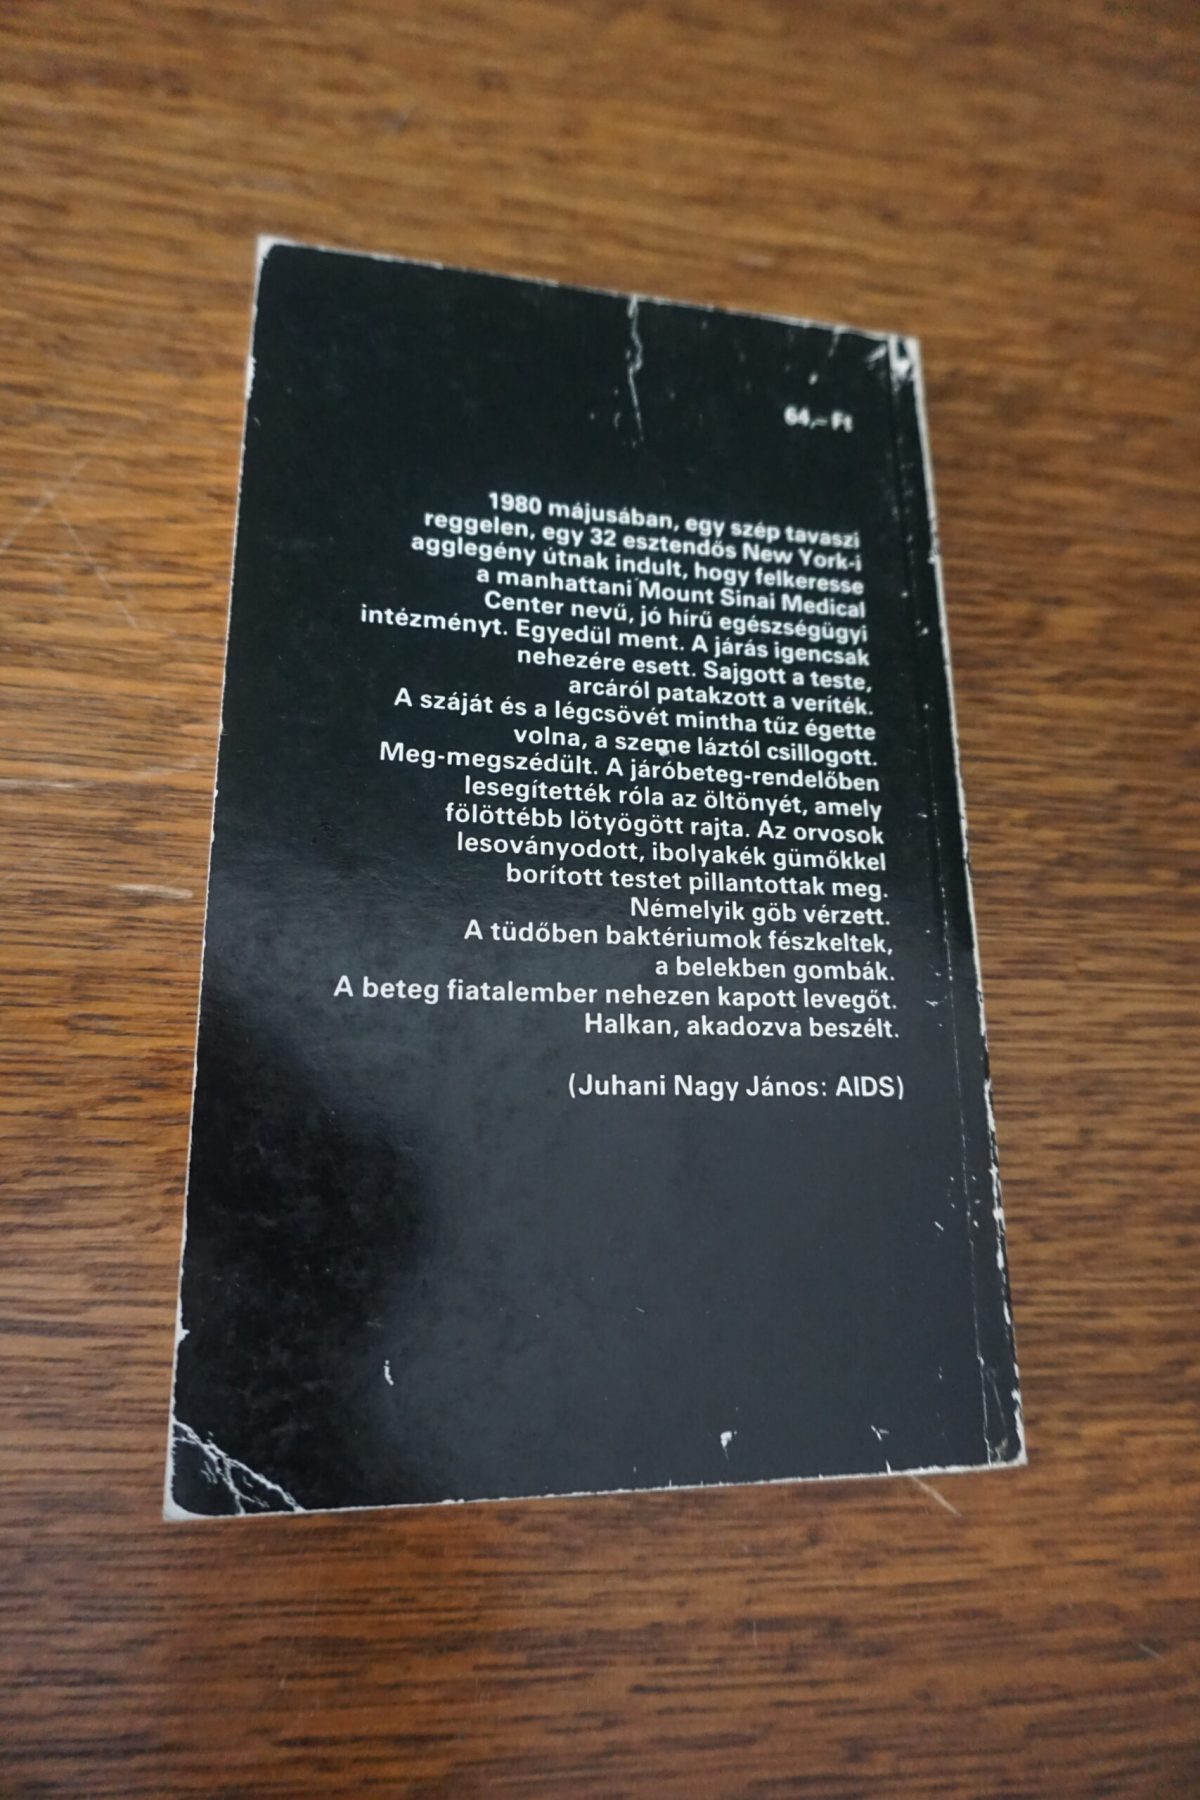 64,– Ft
1980 májusában, egy szép tavaszi
reggelen, egy 32 esztendős New York-i
agglegény útnak indult, hogy felkeresse
a manhattani Mount Sinai Medical
Center nevű, jó hírű egészségügyi
intézményt. Egyedül ment. A járás igencsak
nehezére esett. Sajgott a teste,
arcáról patakzott a veríték.
A száját és a légcsövét mintha tűz égette
volna, a szeme láztól csillogott.
Meg-megszédült. A járóbeteg-rendelőben
lesegítették róla az öltönyét, amely
fölöttébb lötyögött rajta. Az orvosok
lesoványodott, ibolyakék gümőkkel
borított testet pillantottak meg.
Némelyik göb vérzett.
A tüdőben baktériumok fészkeltek,
a belekben gombák.
A beteg fiatalember nehezen kapott levegőt.
Halkan, akadozva beszélt.
(Juhani Nagy János: AIDS)